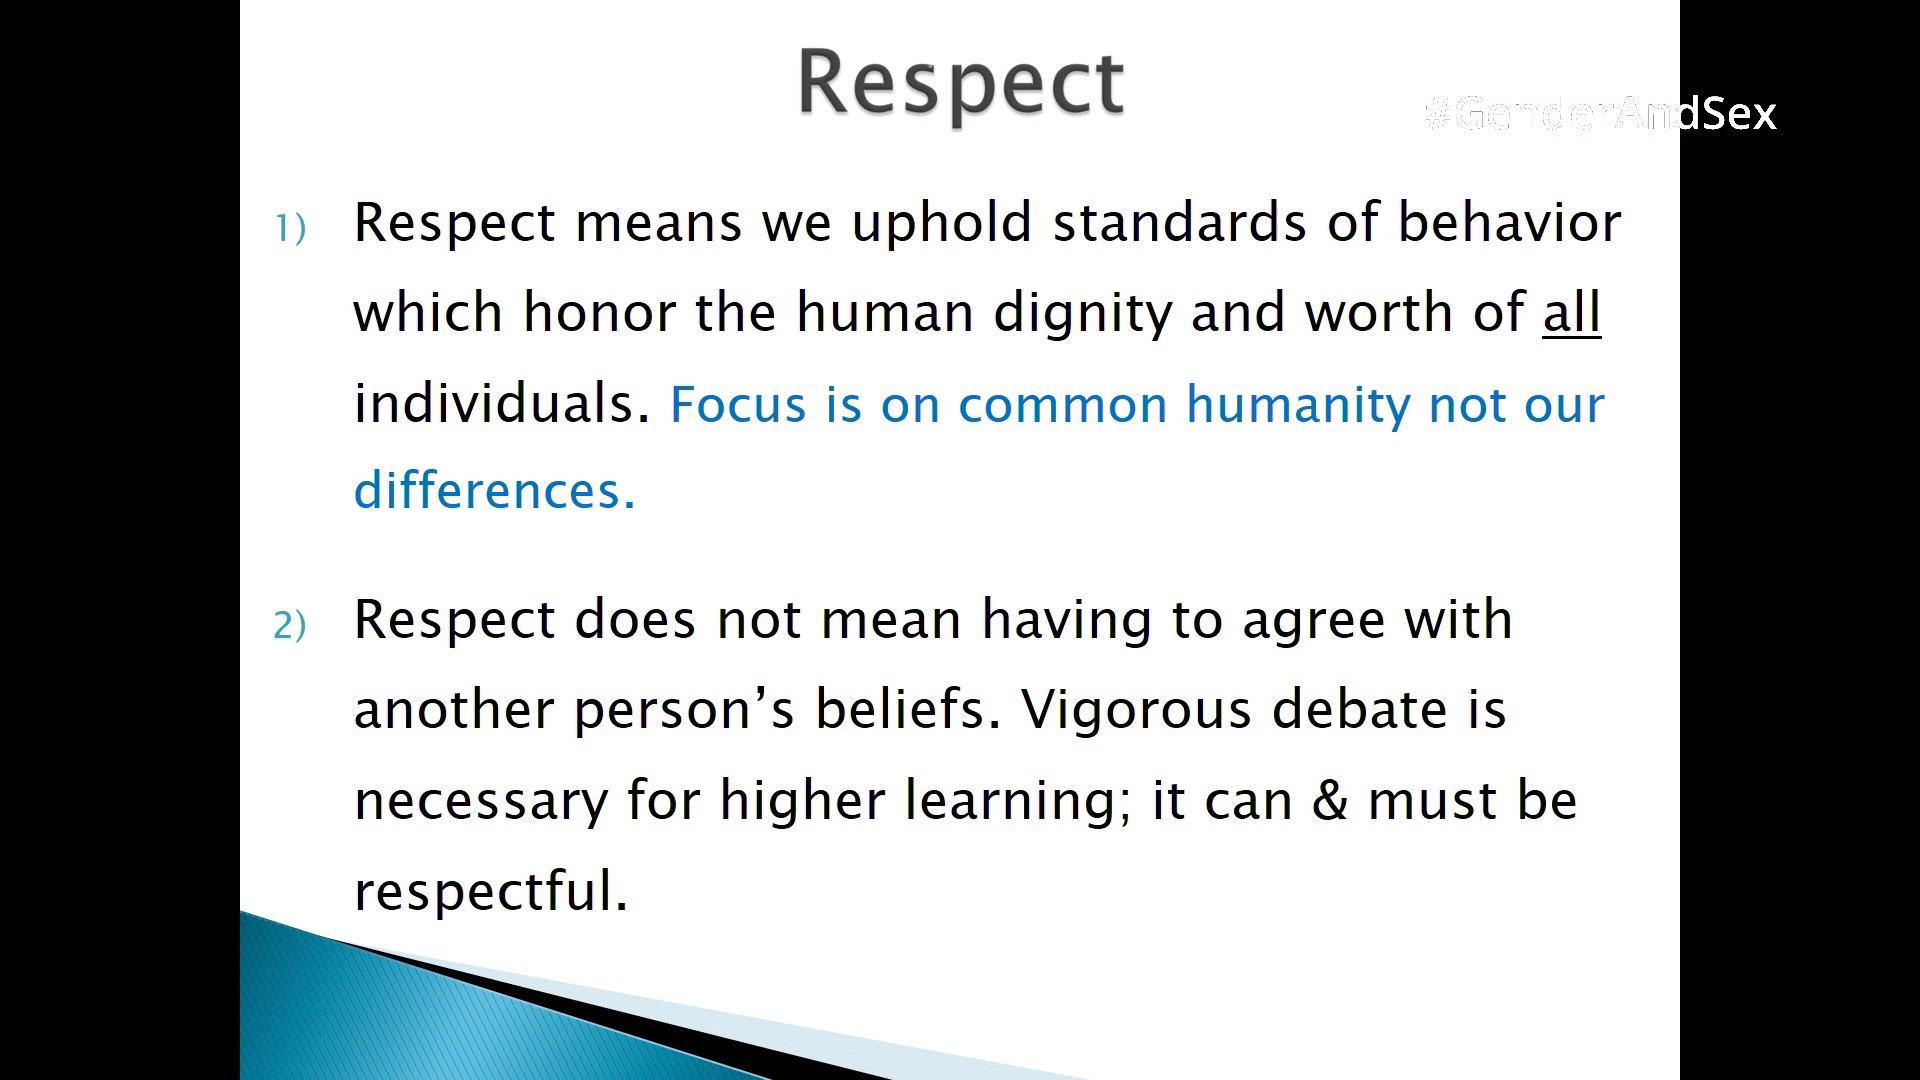 Respect
#GenderAndSex
1) Respect means we uphold standards of behavior
which honor the human dignity and worth of all
individuals. Focus is on common humanity not our
differences.
2) Respect does not mean having to agree with
another person’s beliefs. Vigorous debate is
necessary for higher learning; it can & must be
respectful.